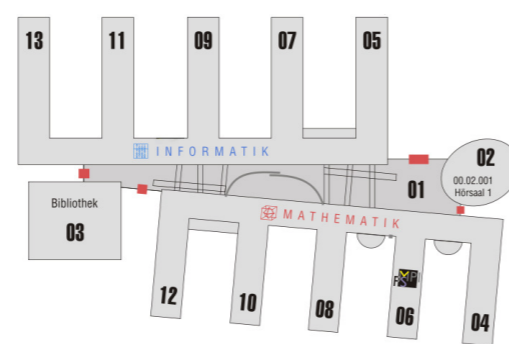 13 11 09 07 05
INFORMATIK
02
00.02.001
Hörsaal 1
01
Bibliothek
03
MATHEMATIK
12 10 08 06 04